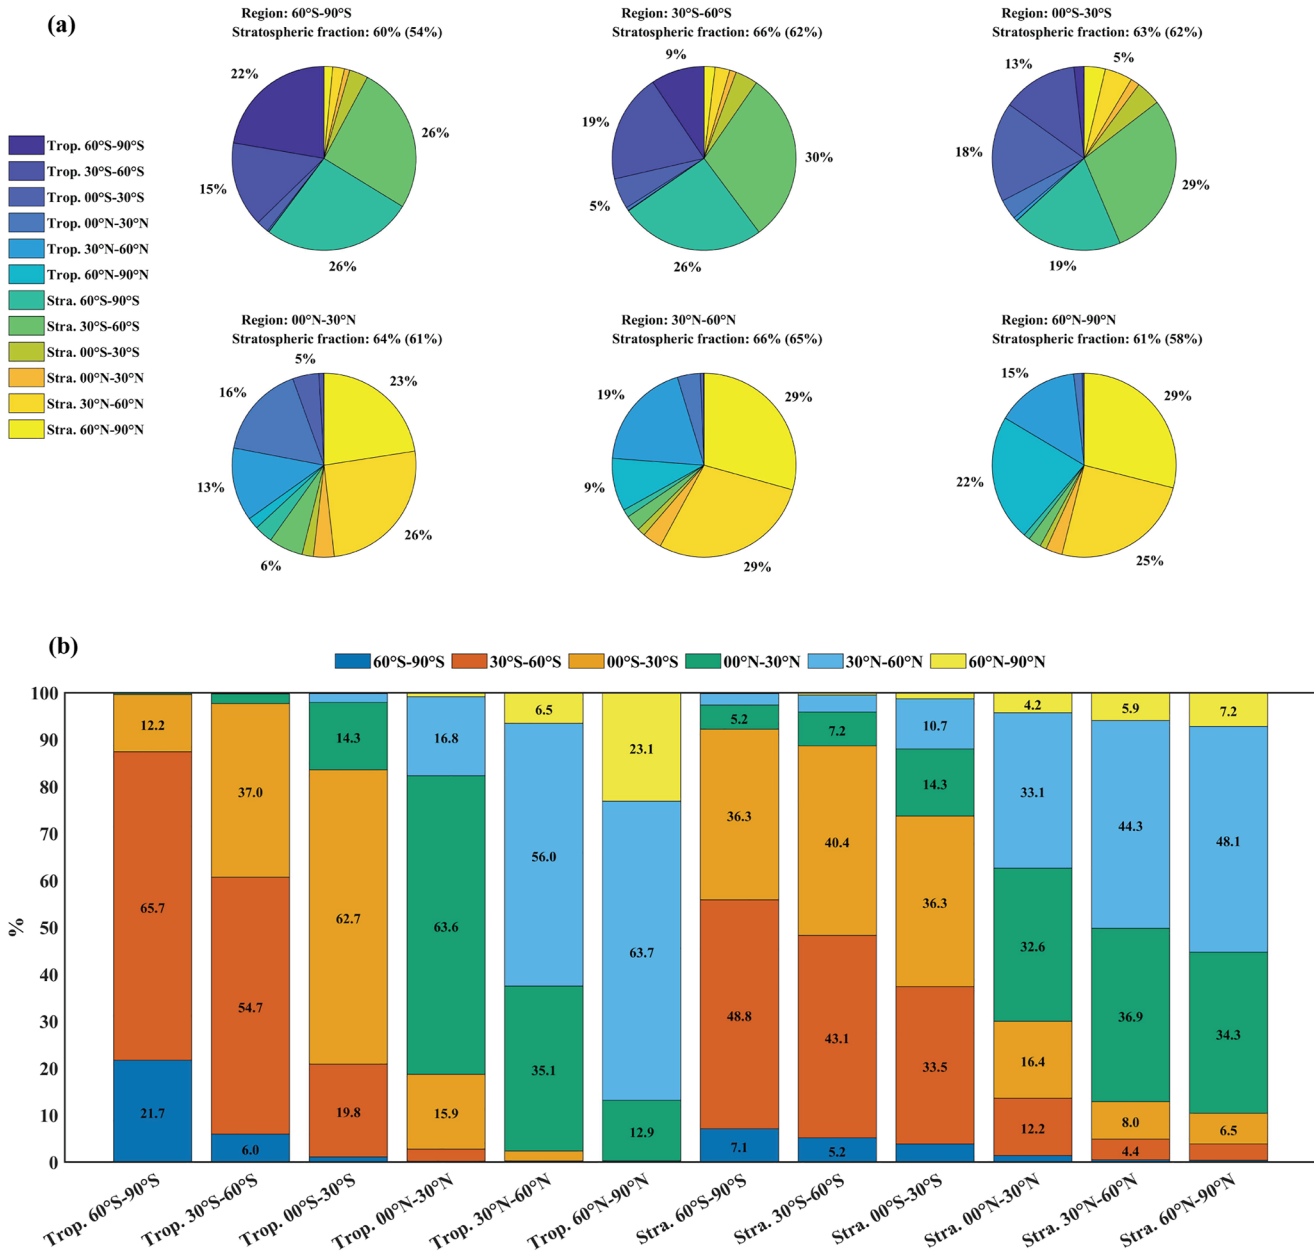 (a)
Region: 60°S-90°S
Stratospheric fraction: 60% (54%)
22%
26%
15%
26%
Region: 30°S-60°S
Stratospheric fraction: 66% (62%)
9%
19%
30%
5%
26%
Region: 00°S-30°S
Stratospheric fraction: 63% (62%)
13%
5%
18%
29%
19%
Trop. 60°S-90°S
Trop. 30°S-60°S
Trop. 00°S-30°S
Trop. 00°N-30°N
Trop. 30°N-60°N
Trop. 60°N-90°N
Stra. 60°S-90°S
Stra. 30°S-60°S
Stra. 00°S-30°S
Stra. 00°N-30°N
Stra. 30°N-60°N
Stra. 60°N-90°N
Region: 00°N-30°N
Stratospheric fraction: 64% (61%)
5%
23%
16%
13%
26%
6%
Region: 30°N-60°N
Stratospheric fraction: 66% (65%)
19%
29%
9%
29%
Region: 60°N-90°N
Stratospheric fraction: 61% (58%)
15%
29%
22%
25%
(b)
60°S-90°S 30°S-60°S 00°S-30°S 00°N-30°N 30°N-60°N 60°N-90°N
%
100
90
80
70
60
50
40
30
20
10
0
12.2
65.7
21.7
37.0
54.7
6.0
14.3
62.7
19.8
16.8
63.6
15.9
6.5
56.0
35.1
23.1
63.7
12.9
5.2
36.3
48.8
7.1
7.2
40.4
43.1
5.2
10.7
14.3
36.3
33.5
4.2
33.1
32.6
16.4
12.2
5.9
44.3
36.9
8.0
4.4
7.2
48.1
34.3
6.5
Trop. 60°S-90°S
Trop. 30°S-60°S
Trop. 00°S-30°S
Trop. 00°N-30°N
Trop. 30°N-60°N
Trop. 60°N-90°N
Stra. 60°S-90°S
Stra. 30°S-60°S
Stra. 00°S-30°S
Stra. 00°N-30°N
Stra. 30°N-60°N
Stra. 60°N-90°N